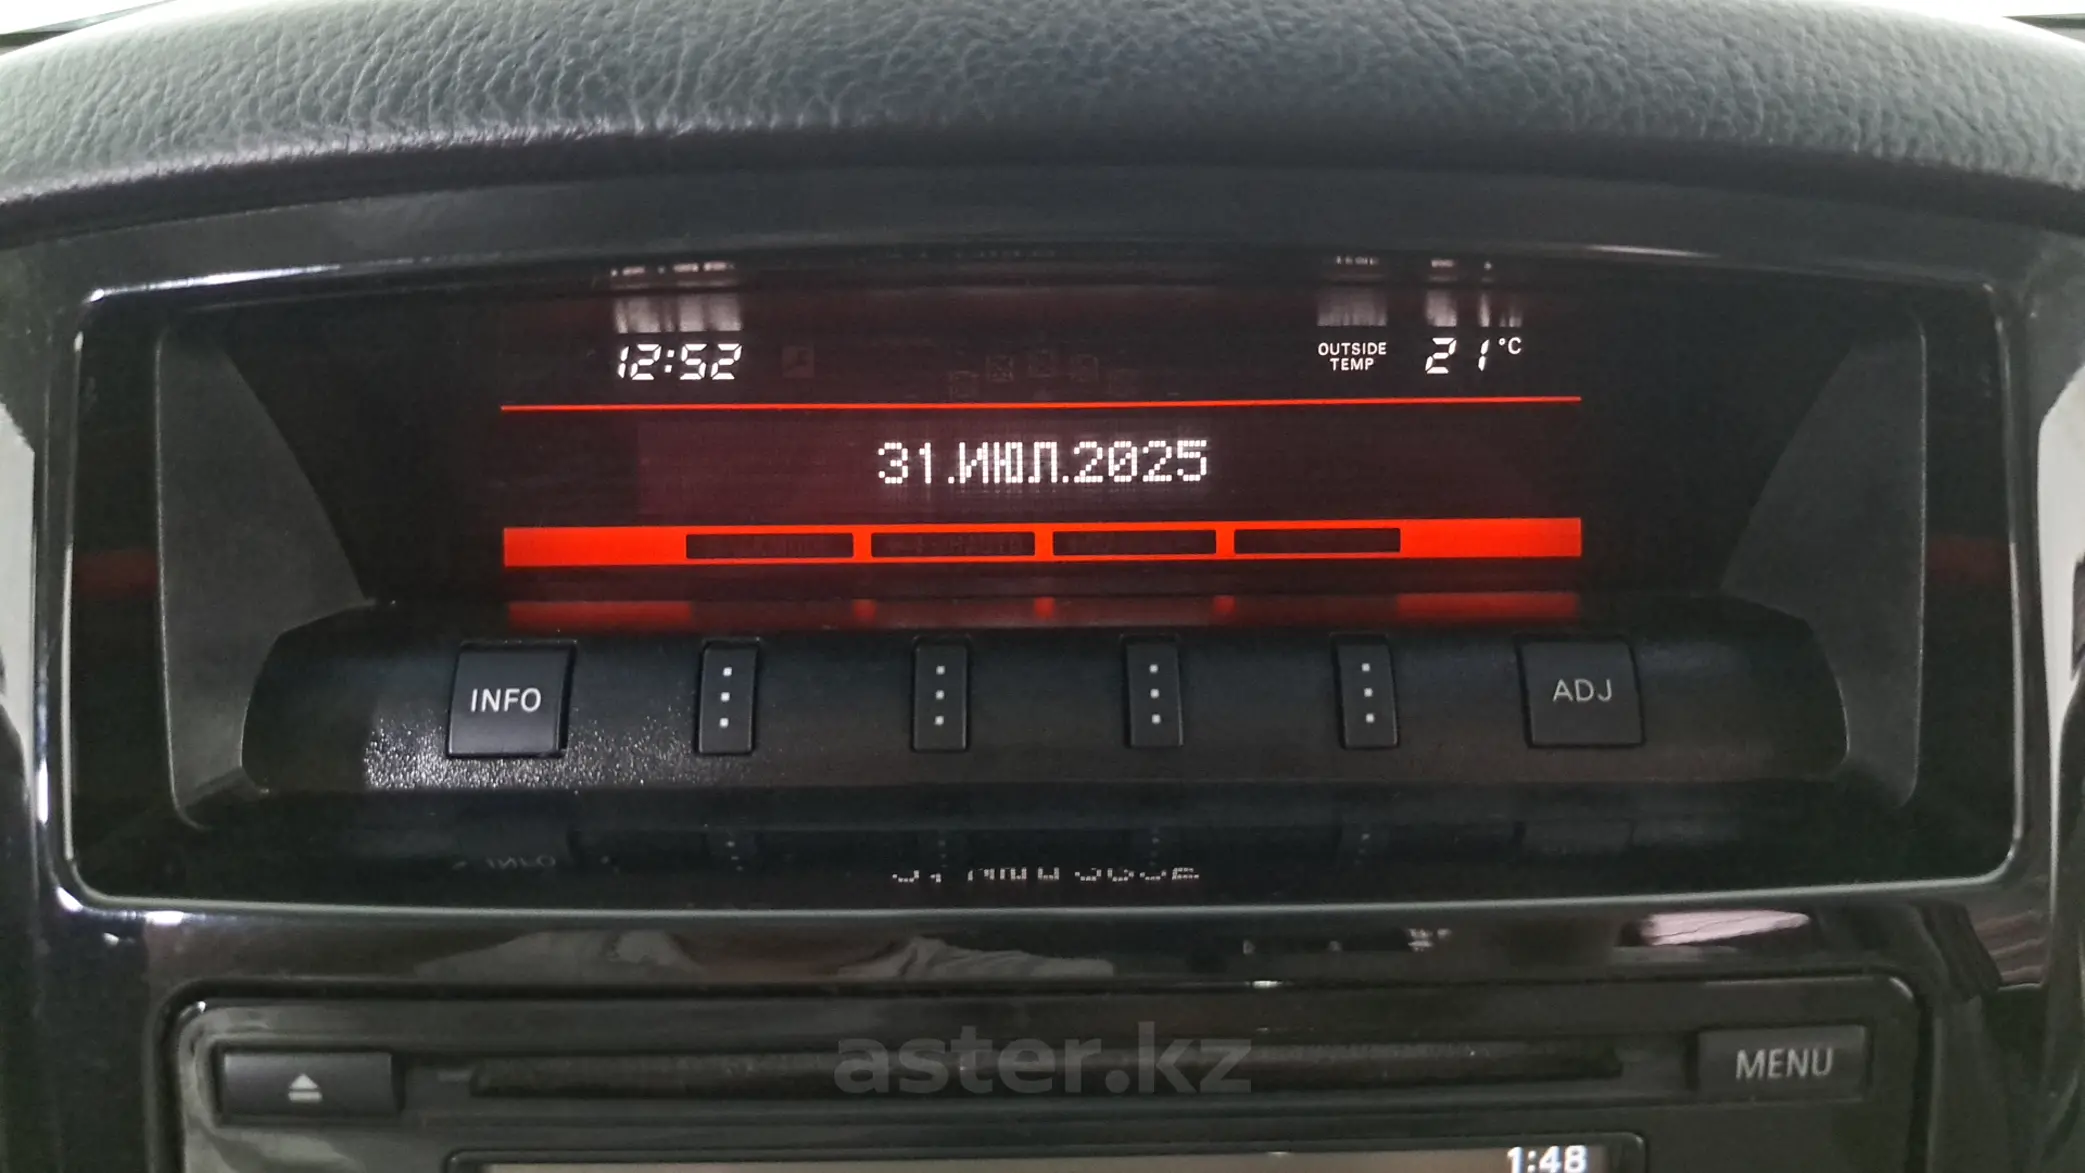 12:52
OUTSIDE TEMP 21°C
31.ИЮЛ.2025
INFO
ADJ
aster.kz
MENU
1:48